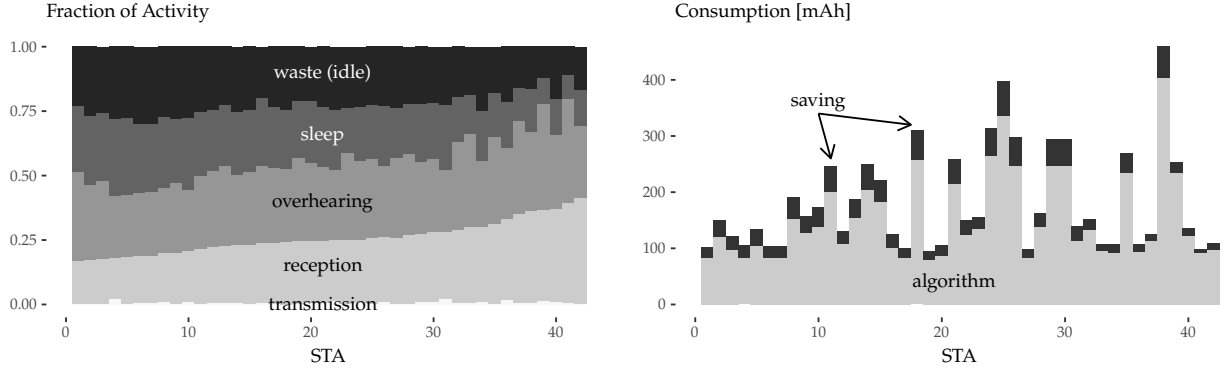 Fraction of Activity
1.00
0.75
0.50
0.25
0.00
waste (idle)
sleep
overhearing
reception
transmission
0
10
20
30
40
STA
Consumption [mAh]
400
300
200
100
0
saving
algorithm
0
10
20
30
40
STA